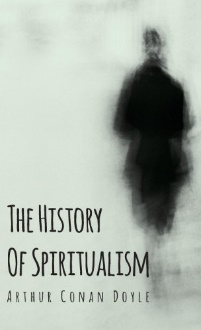 The History
Of Spiritualism
Arthur Conan Doyle